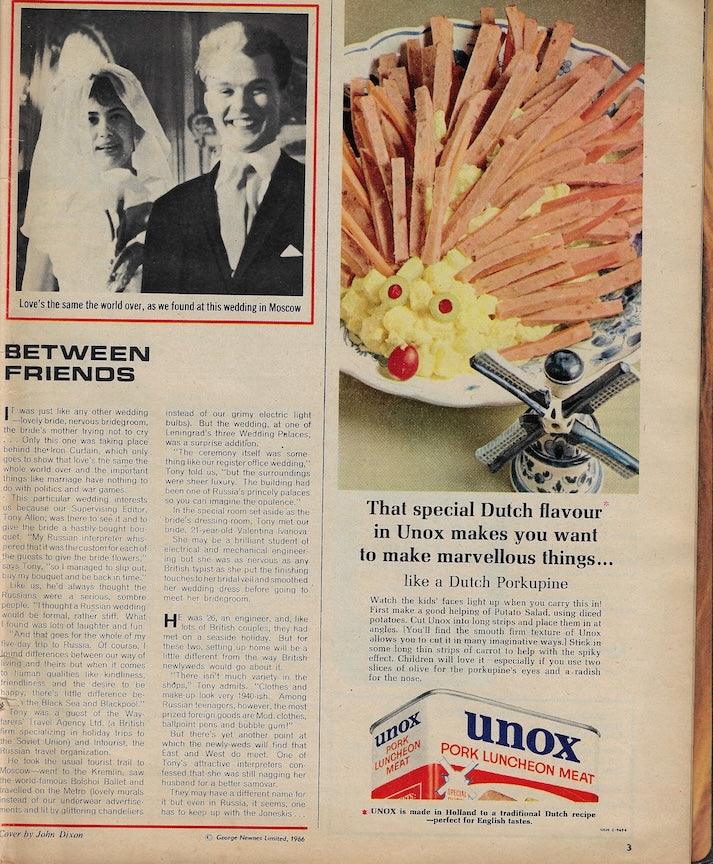 Love's the same the world over, as we found at this wedding in Moscow
BETWEEN
FRIENDS
IT was just like any other wedding
—lovely bride, nervous bridegroom,
the bride's mother trying not to cry
. . . Only this one was taking place
behind the Iron Curtain, which only
goes to show that love's the same the
whole world over and the important
things like marriage have nothing to
do with politics and war games.
This particular wedding interests
us because our Supervising Editor,
Tony Allen, was there to see it and to
give the bride a hastily-bought bou-
quet. "My Russian interpreter whis-
pered that it was the custom for each of
the guests to give the bride flowers,"
says Tony, "so I managed to slip out,
buy my bouquet and be back in time."
Like us, he'd always thought the
Russians were a serious, sombre
people. "I thought a Russian wedding
would be formal, rather stiff. What
I found was lots of laughter and fun.
"And that goes for the whole of my
five-day trip to Russia. Of course, I
found differences between our way of
living and theirs but when it comes
to human qualities like kindliness,
friendliness and the desire to be
happy, there's little difference be-
the Black Sea and Blackpool."
Tony was a guest of the Way-
farers' Travel Agency Ltd. (a British
firm specializing in holiday trips to
the Soviet Union) and Intourist, the
Russian travel organization.
He took the usual tourist trail to
Moscow—went to the Kremlin, saw
the world-famous Bolshoi Ballet and
travelled on the Metro (lovely murals
instead of our underwear advertise-
ments and lit by glittering chandeliers
instead of our grimy electric light
bulbs). But the wedding, at one of
Leningrad's three Wedding Palaces,
was a surprise addition.
"The ceremony itself was some-
thing like our register office wedding,"
Tony told us, "but the surroundings
were sheer luxury. The building had
been one of Russia's princely palaces
so you can imagine the opulence."
In the special room set aside as the
bride's dressing-room, Tony met our
bride, 21-year-old Valentina Ivanova.
She may be a brilliant student of
electrical and mechanical engineer-
ing but she was as nervous as any
British typist as she put the finishing
touches to her bridal veil and smoothed
her wedding dress before going to
meet her bridegroom.
HE was 26, an engineer, and, like
lots of British couples, they had
met on a seaside holiday. But for
these two, setting up home will be a
little different from the way British
newlyweds would go about it.
"There isn't much variety in the
shops," Tony admits. "Clothes and
make-up look very 1940-ish. Among
Russian teenagers, however, the most
prized foreign goods are Mod. clothes,
ballpoint pens and bubble gum!"
But there's yet another point at
which the newly-weds will find that
East and West do meet. One of
Tony's attractive interpreters con-
fessed that she was still nagging her
husband for a better samovar.
They may have a different name for
it but even in Russia, it seems, one
has to keep up with the Joneskis . . .
Cover by John Dixon
© George Newnes Limited, 1966
That special Dutch flavour*
in Unox makes you want
to make marvellous things...
like a Dutch Porkupine
Watch the kids' faces light up when you carry this in!
First make a good helping of Potato Salad, using diced
potatoes. Cut Unox into long strips and place them in at
angles. (You'll find the smooth firm texture of Unox
allows you to cut it in many imaginative ways.) Stick in
some long thin strips of carrot to help with the spiky
effect. Children will love it—especially if you use two
slices of olive for the porkupine's eyes and a radish
for the nose.
unox
PORK
LUNCHEON
MEAT
unox
PORK LUNCHEON MEAT
SPECIAL
* UNOX is made in Holland to a traditional Dutch recipe
—perfect for English tastes.
3